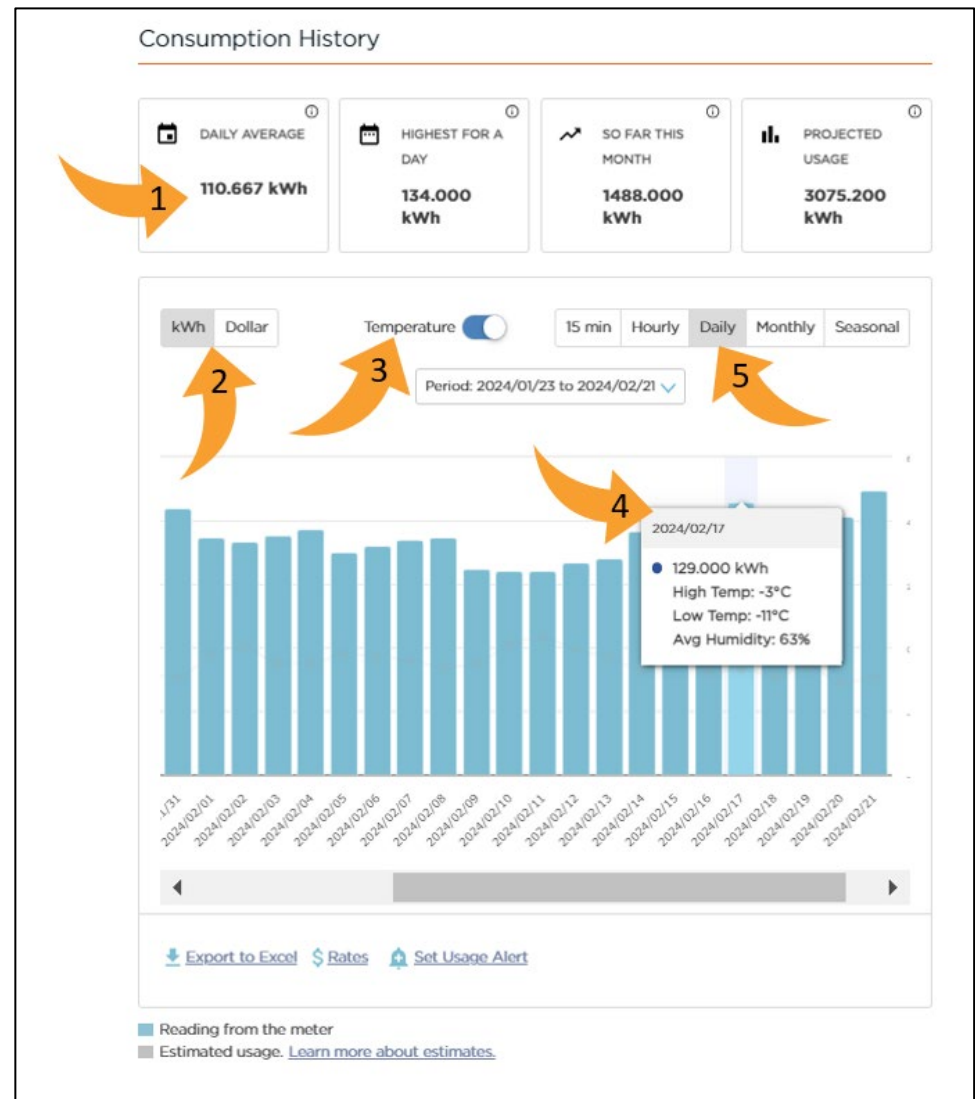 Consumption History
DAILY AVERAGE
110.667 kWh
HIGHEST FOR A
DAY
134.000
kWh
SO FAR THIS
MONTH
1488.000
kWh
PROJECTED
USAGE
3075.200
kWh
1
kWh Dollar
Temperature
15 min Hourly Daily Monthly Seasonal
2
3
5
Period: 2024/01/23 to 2024/02/21
4
2024/02/17
129.000 kWh
High Temp: -3°C
Low Temp: -11°C
Avg Humidity: 63%
1/31
2024/02/01
2024/02/02
2024/02/03
2024/02/04
2024/02/05
2024/02/06
2024/02/07
2024/02/08
2024/02/09
2024/02/10
2024/02/11
2024/02/12
2024/02/13
2024/02/14
2024/02/15
2024/02/16
2024/02/17
2024/02/18
2024/02/19
2024/02/20
2024/02/21
Export to Excel $ Rates Set Usage Alert
Reading from the meter
Estimated usage. Learn more about estimates.